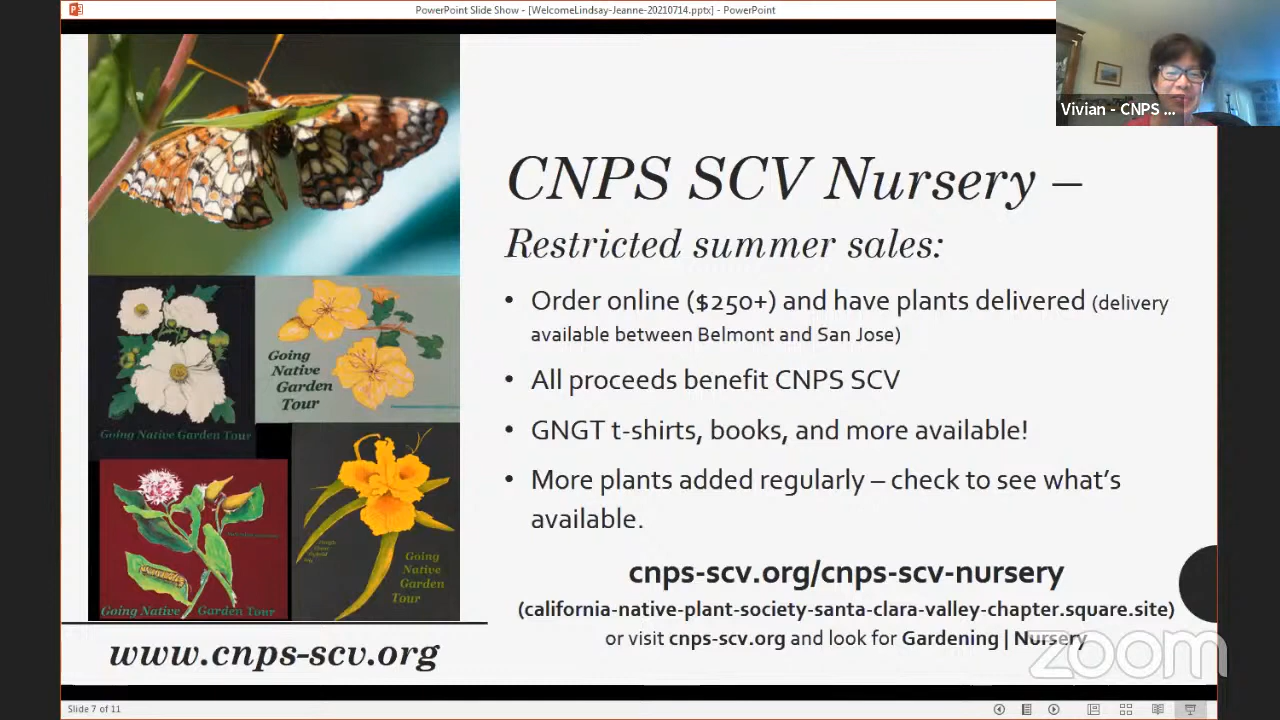 PowerPoint Slide Show - [WelcomeLindsay-Jeanne-20210714.pptx] - PowerPoint
Vivian - CNPS ...
CNPS SCV Nursery –
Restricted summer sales:
• Order online ($250+) and have plants delivered (delivery
available between Belmont and San Jose)
• All proceeds benefit CNPS SCV
• GNGT t-shirts, books, and more available!
• More plants added regularly – check to see what's
available.
cnps-scv.org/cnps-scv-nursery
(california-native-plant-society-santa-clara-valley-chapter.square.site)
or visit cnps-scv.org and look for Gardening | Nursery
Going Native Garden Tour
Going
Native
Garden
Tour
Going Native Garden Tour
Going
Native
Garden
Tour
www.cnps-scv.org
zoom
Slide 7 of 11